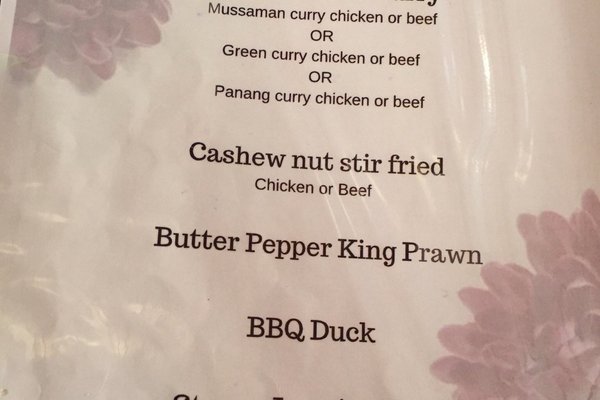 Mussaman curry chicken or beef
OR
Green curry chicken or beef
OR
Panang curry chicken or beef
Cashew nut stir fried
Chicken or Beef
Butter Pepper King Prawn
BBQ Duck